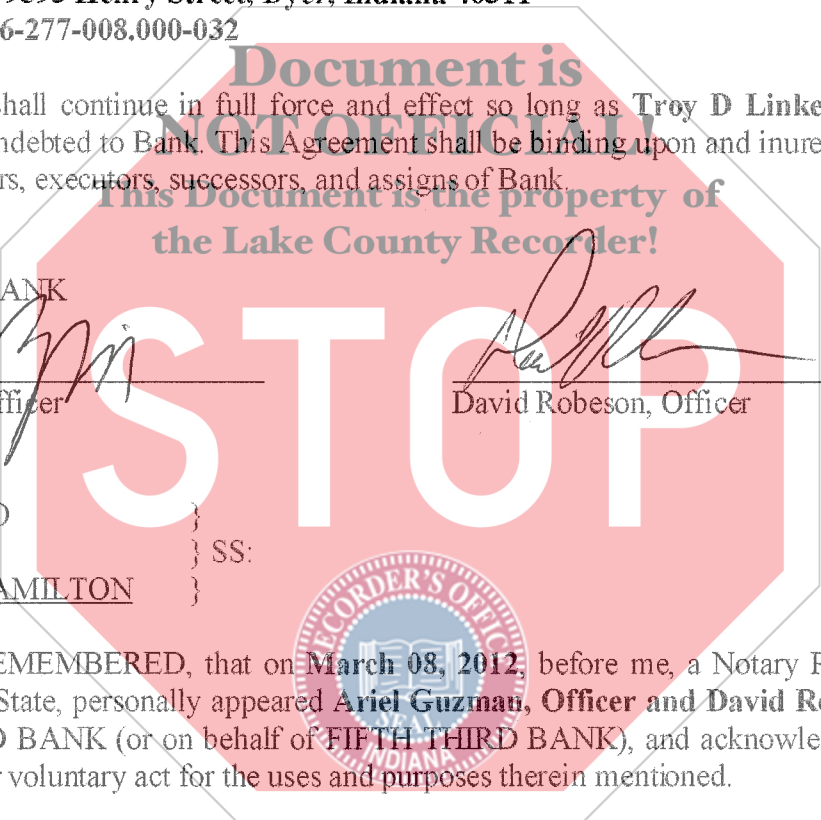 Henry Street, Dyer, Indiana
6-277-008.000-032
Document is
shall continue in full force and effect so long as Troy D Linke
NOT OFFICIAL!
ndebted to Bank. This Agreement shall be binding upon and inure
rs, executors, successors, and assigns of Bank.
This Document is the property of
the Lake County Recorder!
ANK
STOP
fficer
David Robeson, Officer
D }
} SS:
AMILTON }
RECORDER'S OFFICE
EMEMBERED, that on March 08, 2012, before me, a Notary P
State, personally appeared Ariel Guzman, Officer and David Ro
D BANK (or on behalf of FIFTH THIRD BANK), and acknowle
r voluntary act for the uses and purposes therein mentioned.
SEAL
INDIANA